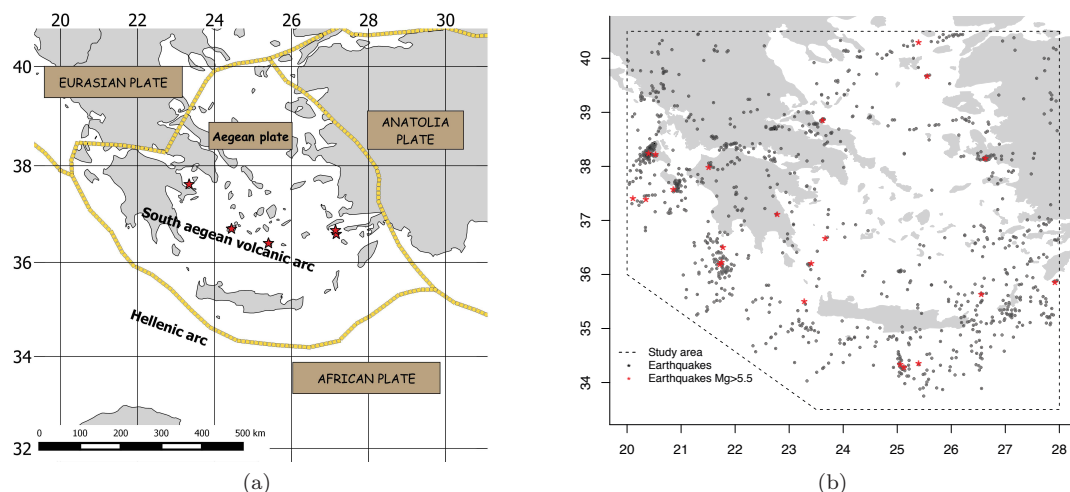 20 22 24 26 28 30
40
38
36
34
32
EURASIAN PLATE
Aegean plate
ANATOLIA
PLATE
South aegean volcanic arc
Hellenic arc
AFRICAN PLATE
0 100 200 300 400 500 km
(a)
40
39
38
37
36
35
34
Study area
Earthquakes
Earthquakes Mg>5.5
20 21 22 23 24 25 26 27 28
(b)